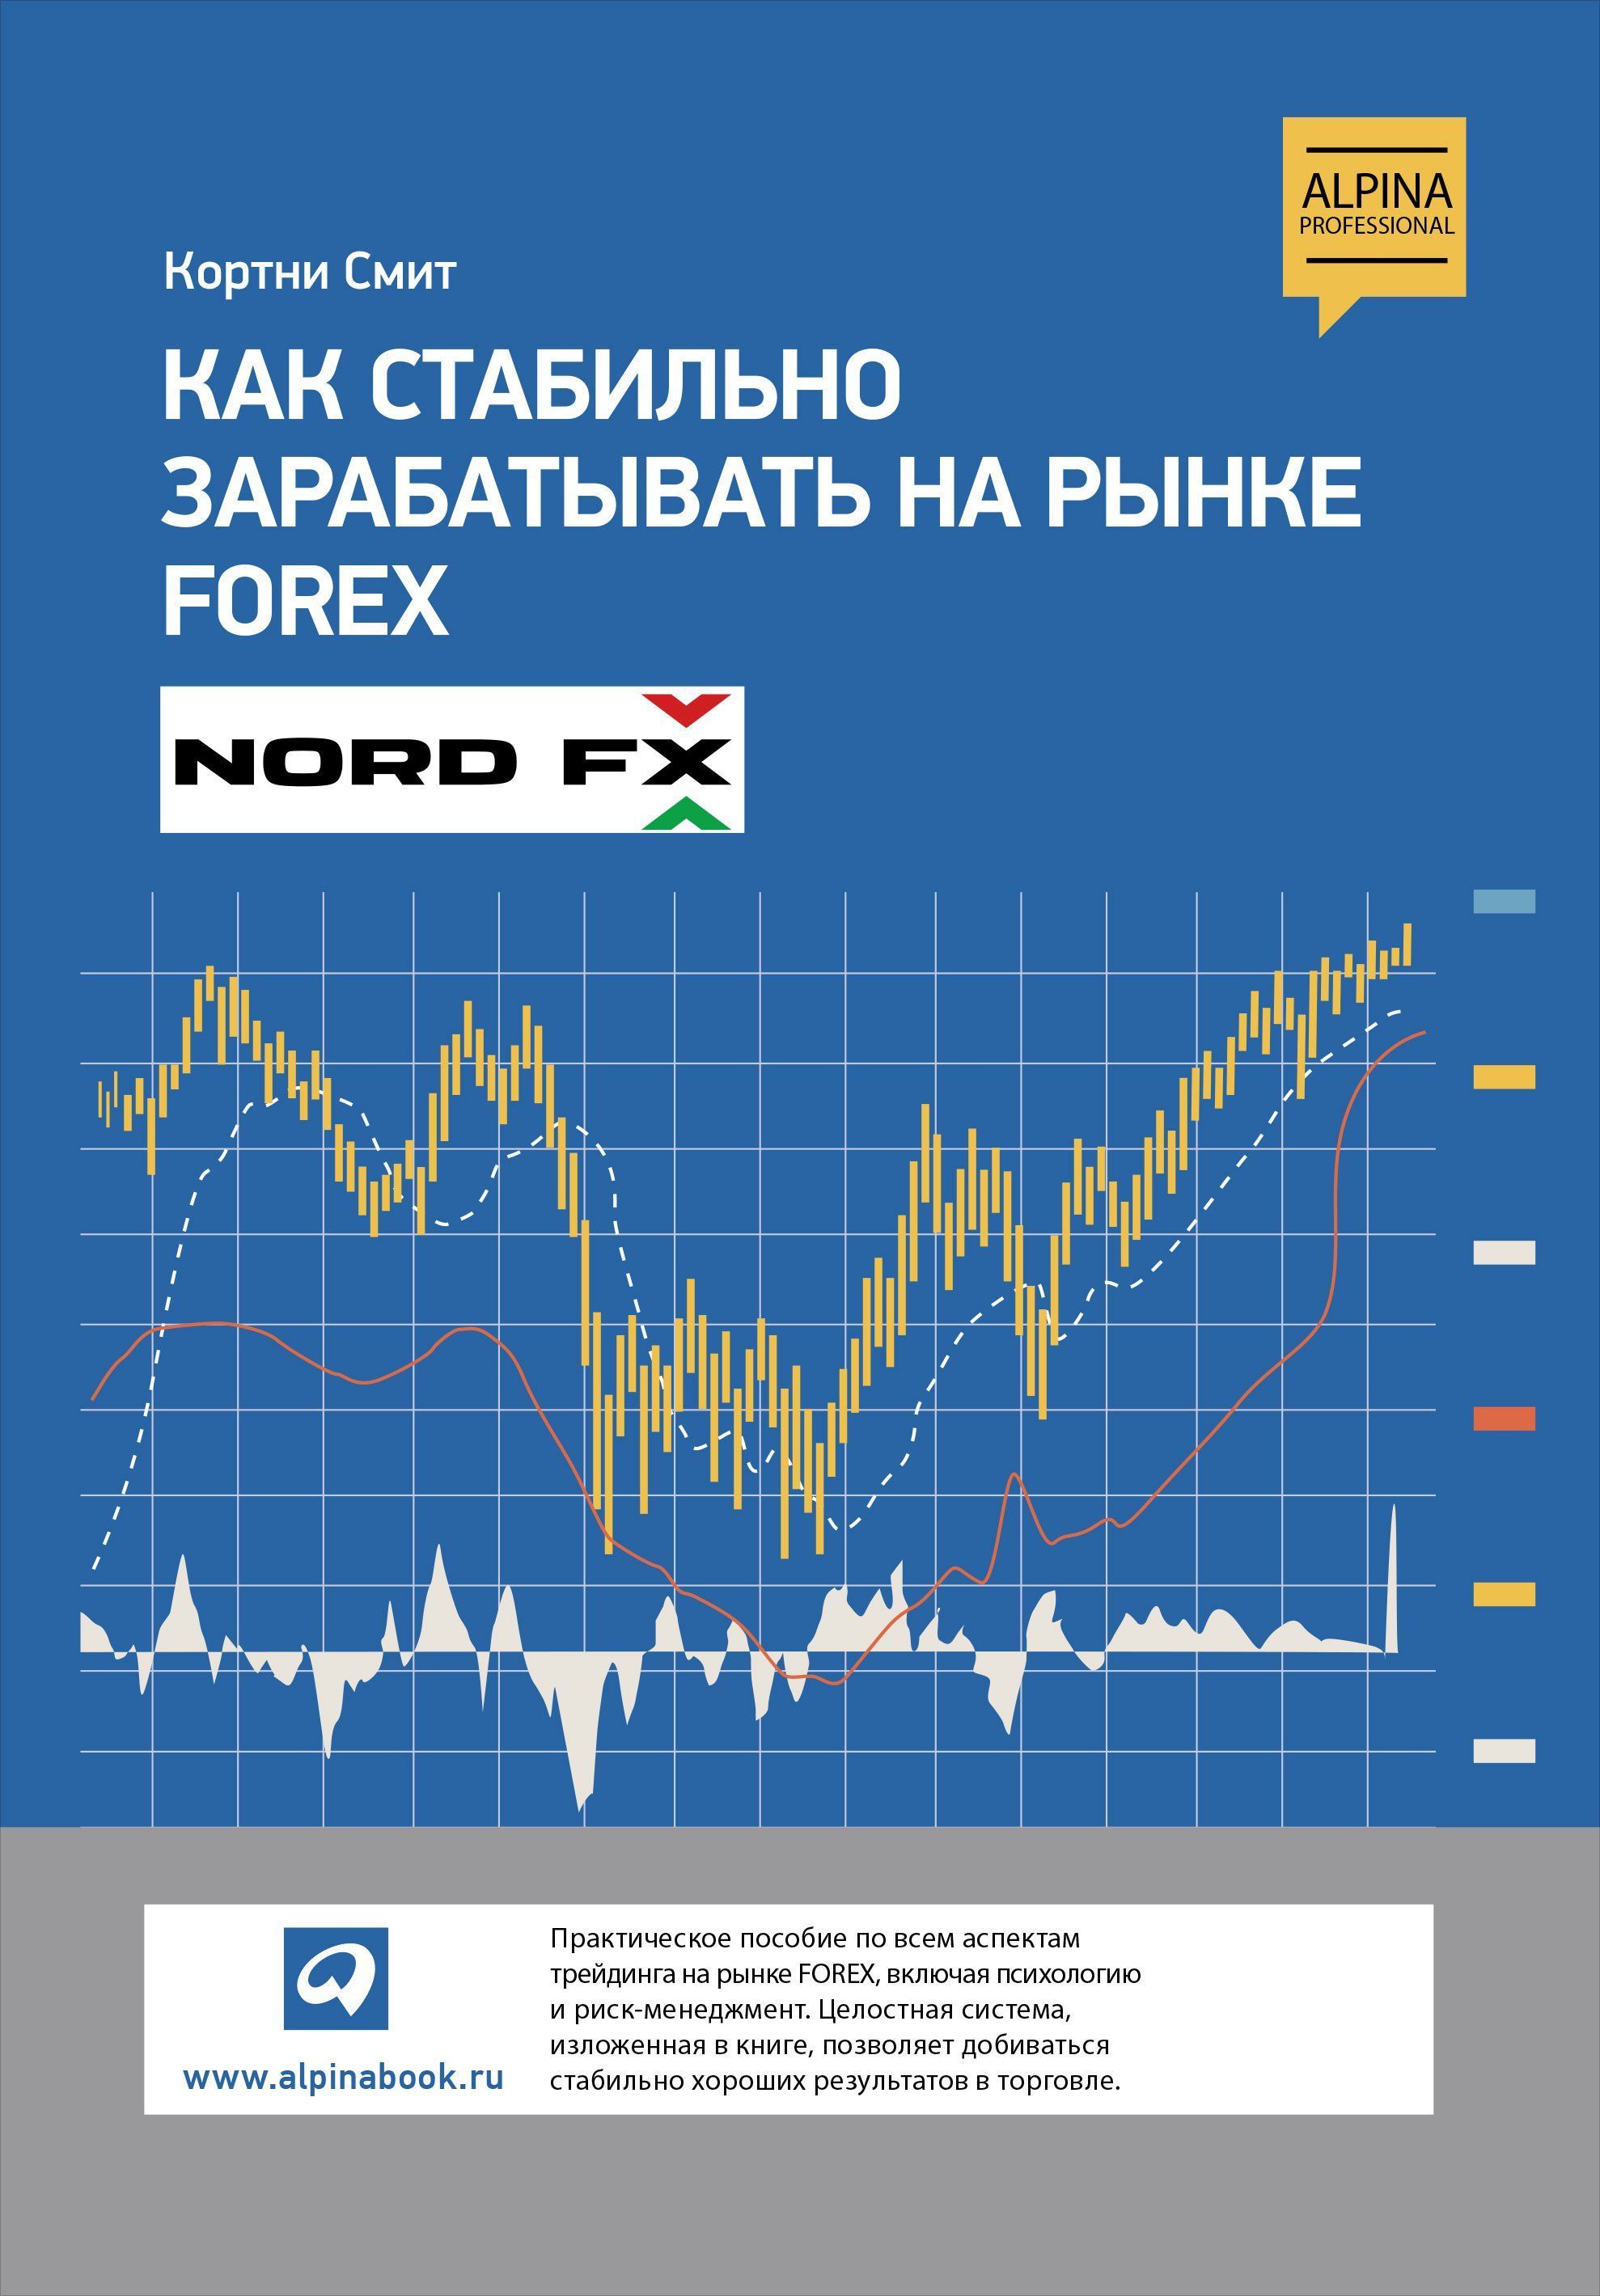 ALPINA
PROFESSIONAL
Кортни Смит
КАК СТАБИЛЬНО
ЗАРАБАТЫВАТЬ НА РЫНКЕ
FOREX
NORD FX
Практическое пособие по всем аспектам
трейдинга на рынке FOREX, включая психологию
и риск-менеджмент. Целостная система,
изложенная в книге, позволяет добиваться
стабильно хороших результатов в торговле.
www.alpinabook.ru